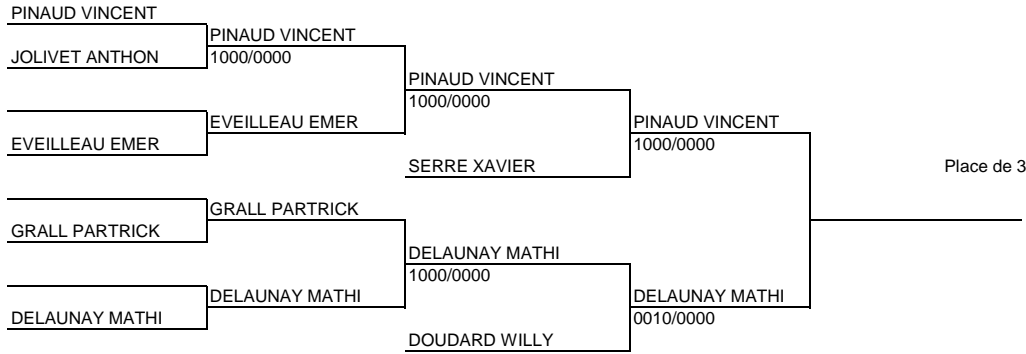 PINAUD VINCENT
PINAUD VINCENT
JOLIVET ANTHON
1000/0000
PINAUD VINCENT
1000/0000
EVEILLEAU EMER
PINAUD VINCENT
EVEILLEAU EMER
1000/0000
SERRE XAVIER
Place de 3
GRALL PARTRICK
GRALL PARTRICK
DELAUNAY MATHI
1000/0000
DELAUNAY MATHI
DELAUNAY MATHI
DELAUNAY MATHI
0010/0000
DOUDARD WILLY